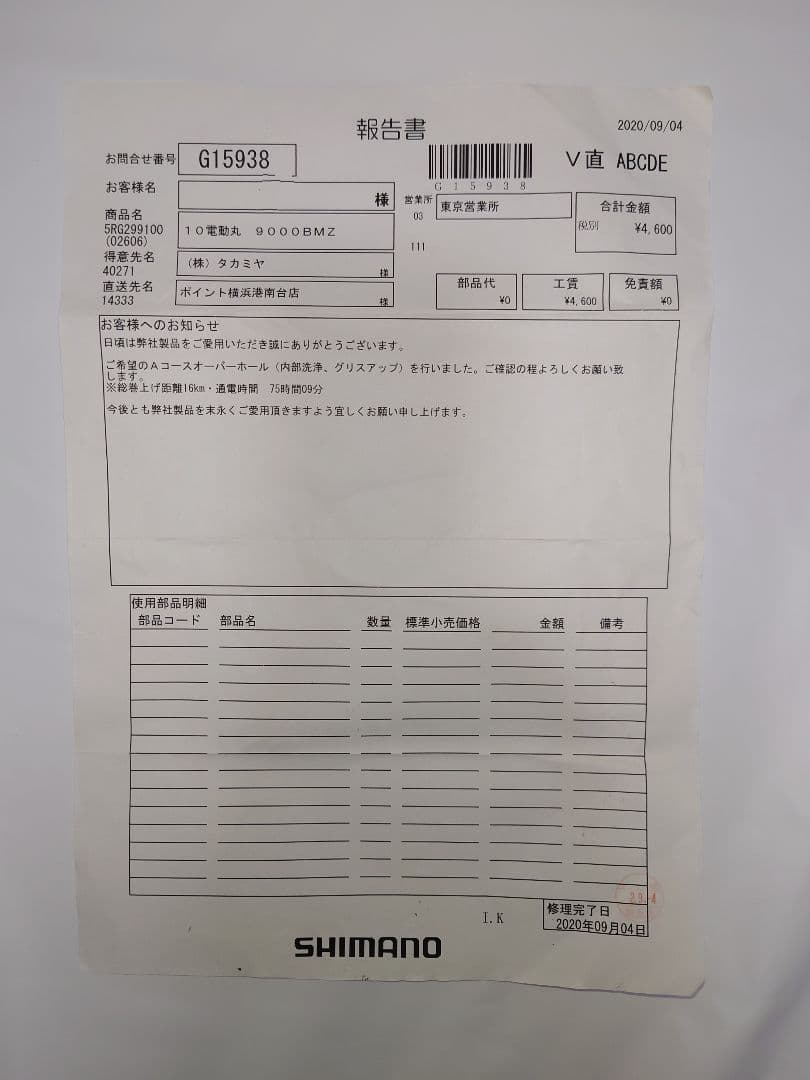 報告書
2020/09/04
お問合せ番号 G15938
G 1 5 9 3 8
V直 ABCDE
お客様名 様
営業所 03 東京営業所
合計金額
税別 ¥4,600
商品名
5RG299100
(02606)
10電動丸 9000BMZ
111
得意先名
40271
(株)タカミヤ 様
直送先名
14333
ポイント横浜港南台店 様
部品代 ¥0
工賃 ¥4,600
免責額 ¥0
お客様へのお知らせ
日頃は弊社製品をご愛用いただき誠にありがとうございます。
ご希望のAコースオーバーホール(内部洗浄、グリスアップ)を行いました。ご確認の程よろしくお願い致
します。
※総巻上げ距離16km・通電時間 75時間09分
今後とも弊社製品を末永くご愛用頂きますよう宜しくお願い申し上げます。
使用部品明細
部品コード 部品名 数量 標準小売価格 金額 備考
I.K
修理完了日
2020年09月04日
SHIMANO